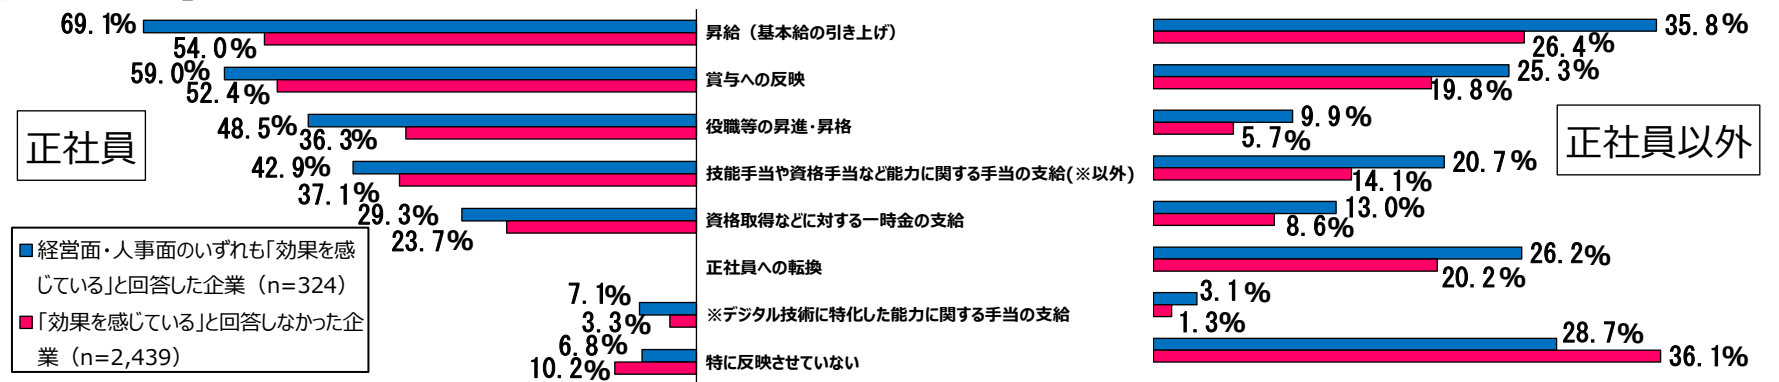 69.1%
54.0%
昇給（基本給の引き上げ）
35.8%
26.4%
59.0%
52.4%
賞与への反映
25.3%
19.8%
正社員
48.5%
36.3%
役職等の昇進・昇格
9.9%
5.7%
正社員以外
42.9%
37.1%
技能手当や資格手当など能力に関する手当の支給(※以外)
20.7%
14.1%
29.3%
23.7%
資格取得などに対する一時金の支給
13.0%
8.6%
正社員への転換
26.2%
20.2%
7.1%
3.3%
※デジタル技術に特化した能力に関する手当の支給
3.1%
1.3%
6.8%
10.2%
特に反映させていない
28.7%
36.1%
経営面・人事面のいずれも「効果を感
じている」と回答した企業（n=324）
「効果を感じている」と回答しなかった企
業（n=2,439）